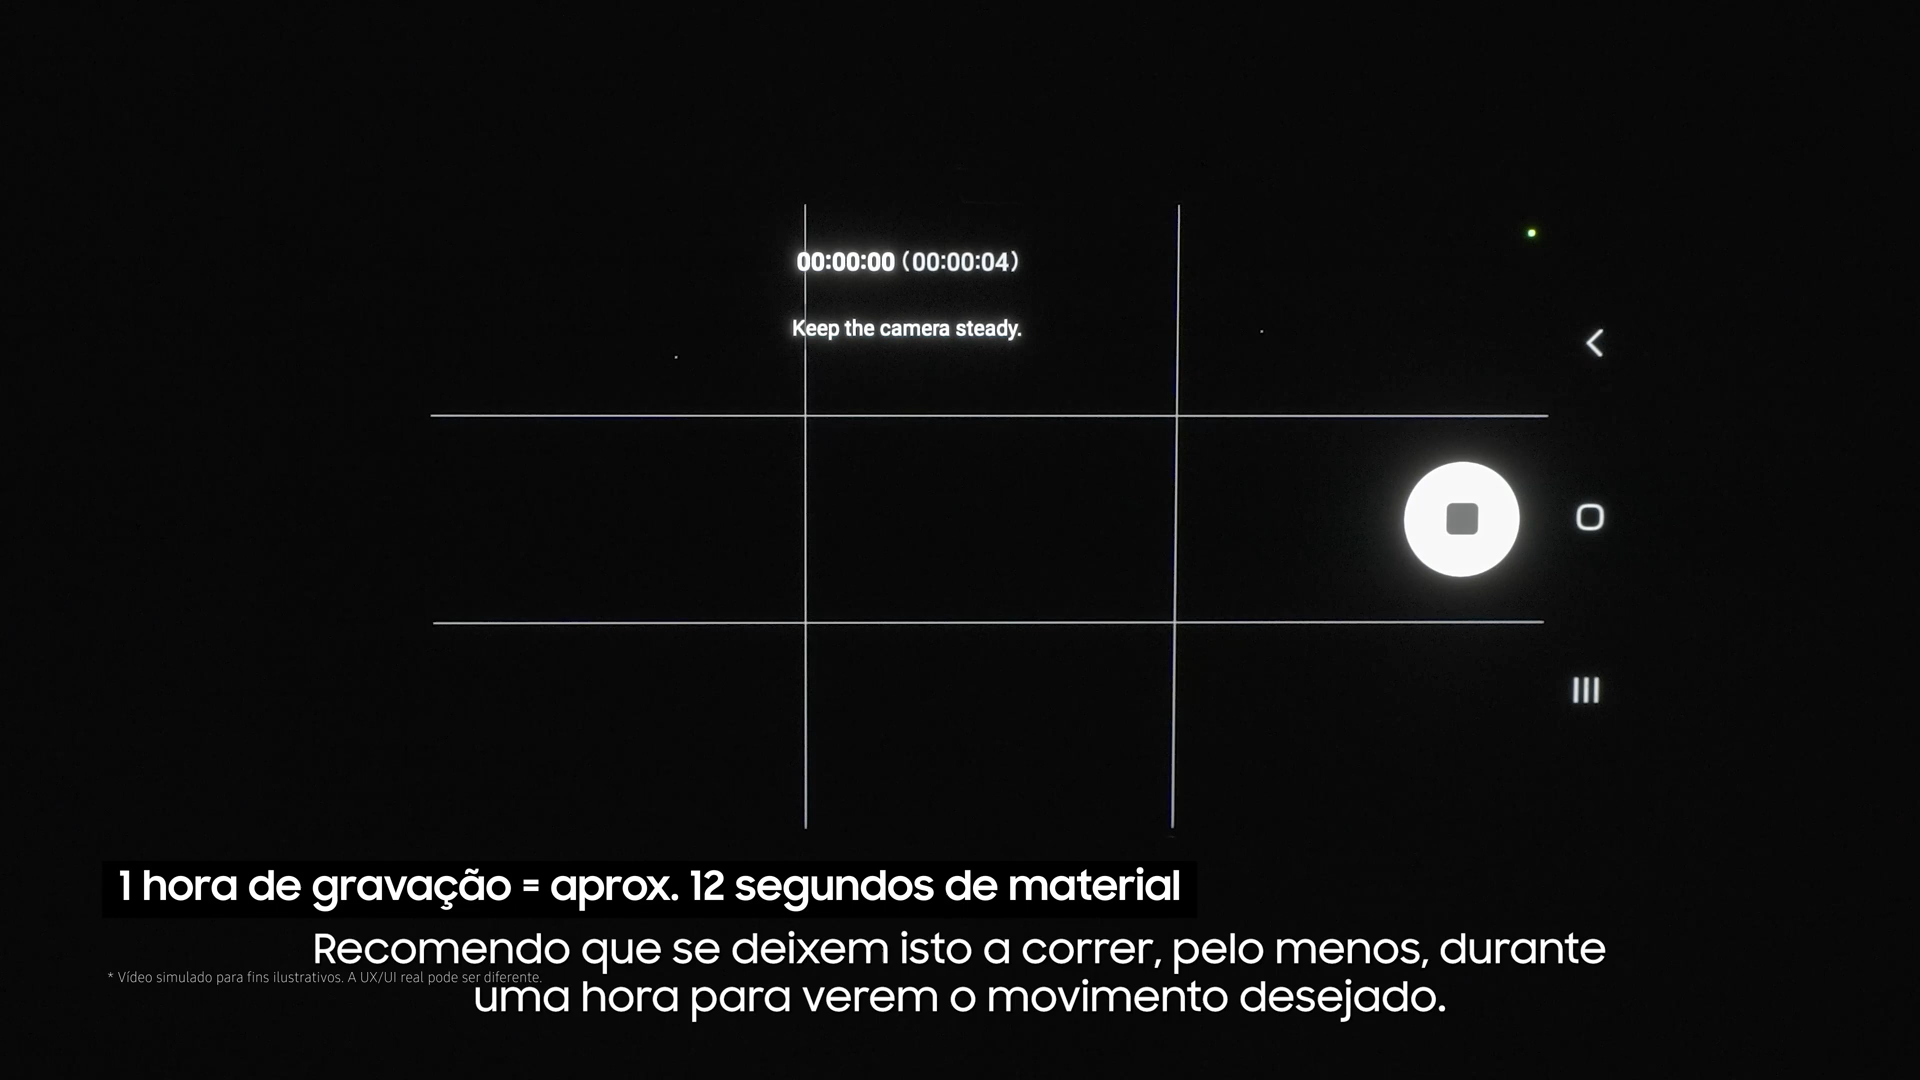 00:00:00 (00:00:04)
Keep the camera steady.
1 hora de gravação = aprox. 12 segundos de material
Recomendo que se deixem isto a correr, pelo menos, durante
* Vídeo simulado para fins ilustrativos. A UX/UI real pode ser diferente.
uma hora para verem o movimento desejado.